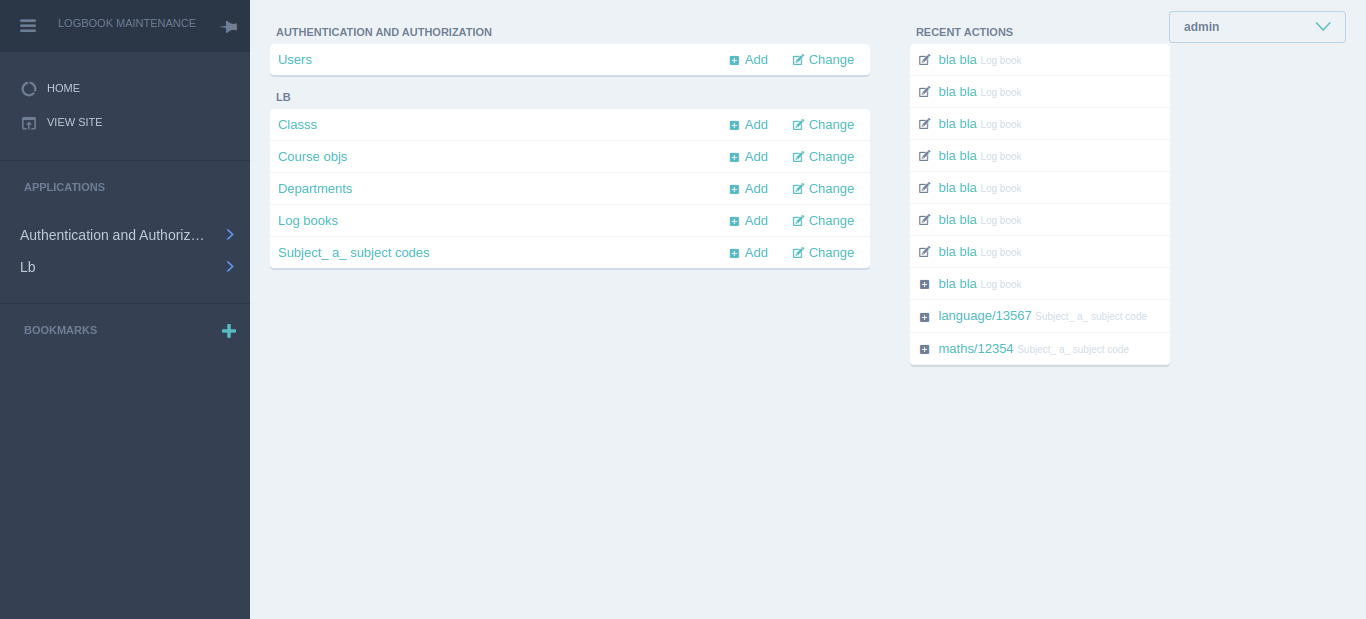 LOGBOOK MAINTENANCE
HOME
VIEW SITE
APPLICATIONS
Authentication and Authoriz…
Lb
BOOKMARKS
AUTHENTICATION AND AUTHORIZATION
Users Add Change
LB
Classs Add Change
Course objs Add Change
Departments Add Change
Log books Add Change
Subject_ a_ subject codes Add Change
RECENT ACTIONS
bla bla Log book
bla bla Log book
bla bla Log book
bla bla Log book
bla bla Log book
bla bla Log book
bla bla Log book
bla bla Log book
language/13567 Subject_ a_ subject code
maths/12354 Subject_ a_ subject code
admin